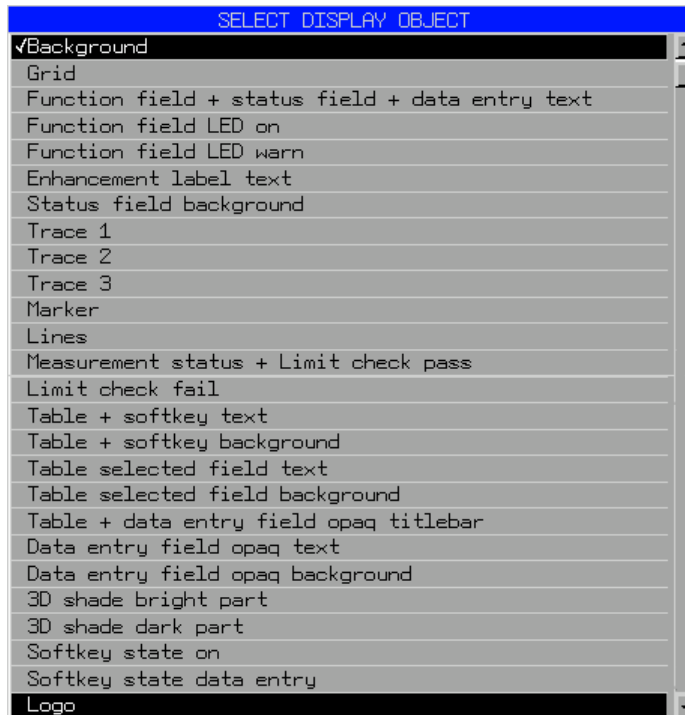 SELECT DISPLAY OBJECT
✓Background
Grid
Function field + status field + data entry text
Function field LED on
Function field LED warn
Enhancement label text
Status field background
Trace 1
Trace 2
Trace 3
Marker
Lines
Measurement status + Limit check pass
Limit check fail
Table + softkey text
Table + softkey background
Table selected field text
Table selected field background
Table + data entry field opaq titlebar
Data entry field opaq text
Data entry field opaq background
3D shade bright part
3D shade dark part
Softkey state on
Softkey state data entry
Logo